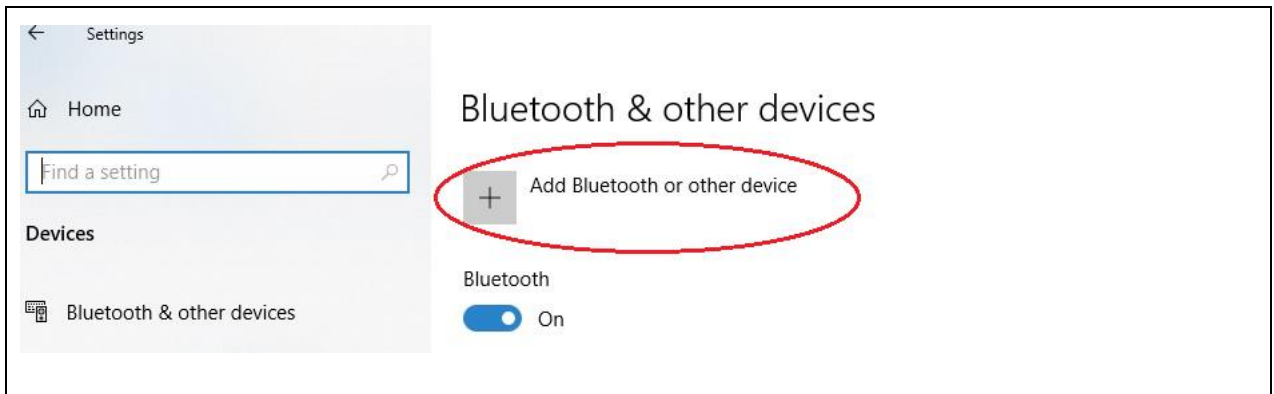 Settings
Home
Find a setting
Devices
Bluetooth & other devices
Bluetooth & other devices
Add Bluetooth or other device
Bluetooth
On